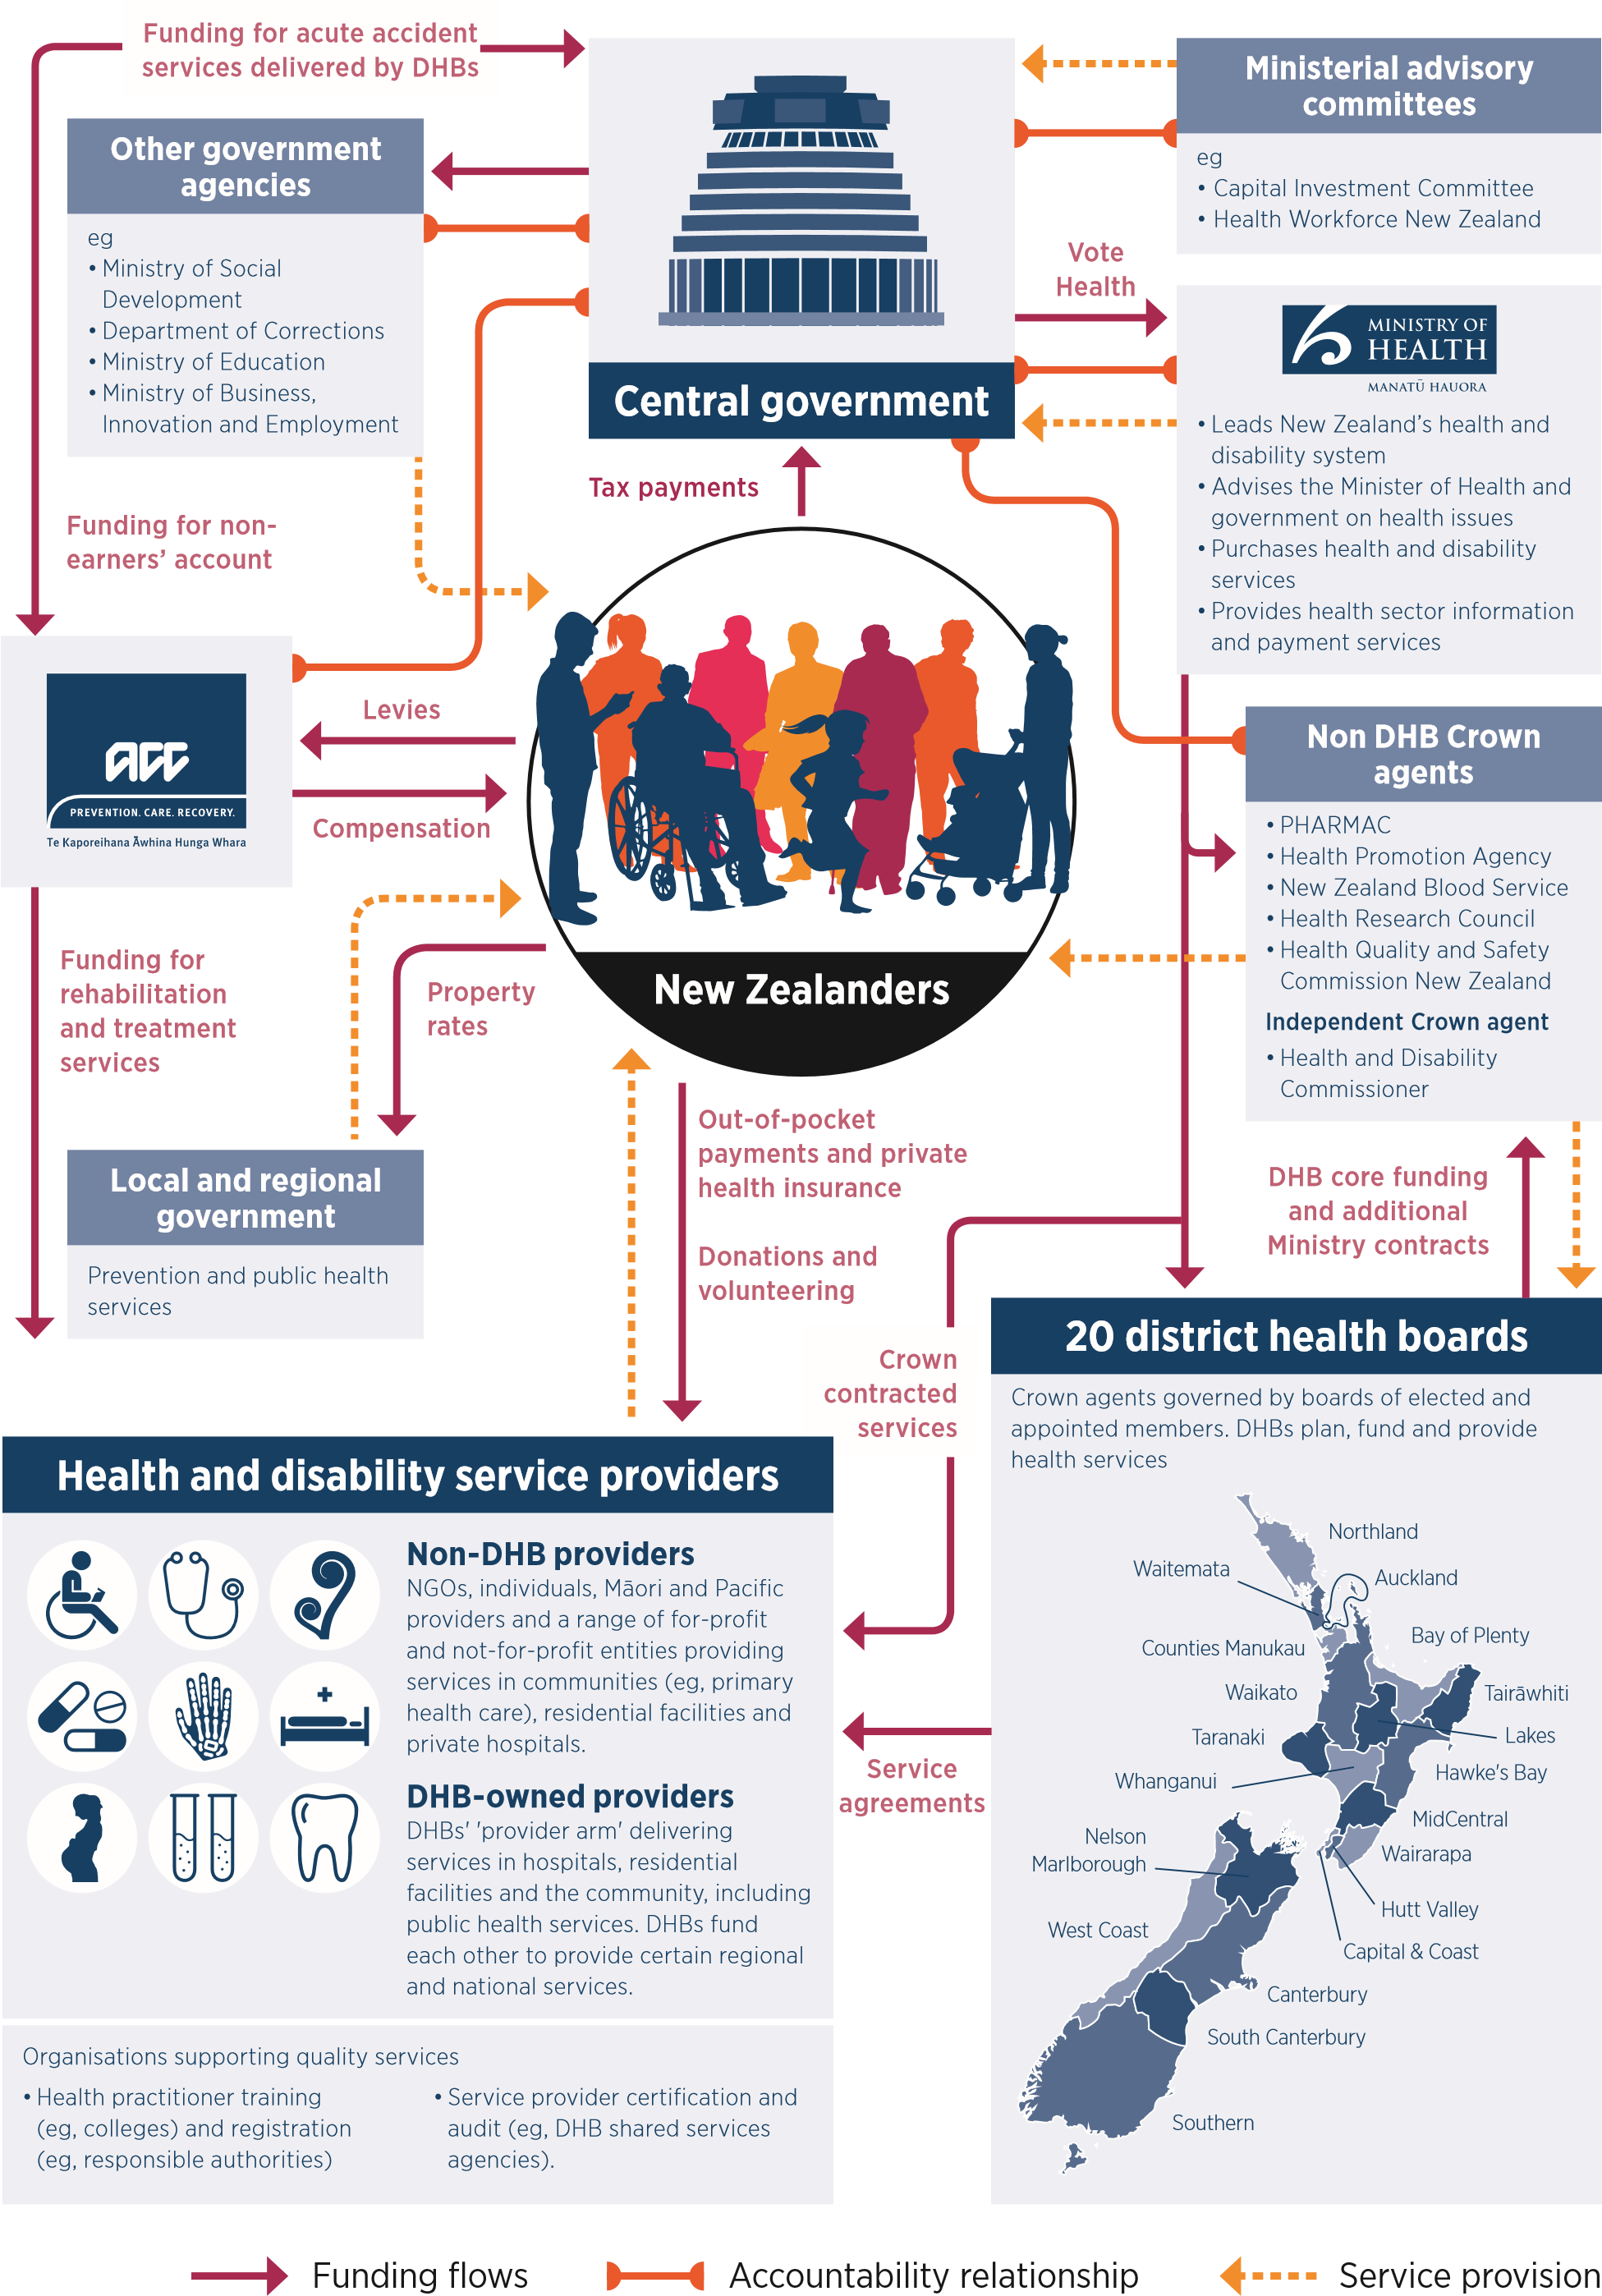 Funding for acute accident
services delivered by DHBs
Ministerial advisory
committees
eg
• Capital Investment Committee
• Health Workforce New Zealand
Other government
agencies
eg
• Ministry of Social
Development
• Department of Corrections
• Ministry of Education
• Ministry of Business,
Innovation and Employment
Central government
Vote
Health
MINISTRY OF
HEALTH
MANATŪ HAUORA
• Leads New Zealand's health and
disability system
• Advises the Minister of Health and
government on health issues
• Purchases health and disability
services
• Provides health sector information
and payment services
Tax payments
Funding for non-
earners' account
ACC
PREVENTION. CARE. RECOVERY.
Te Kaporeihana Āwhina Hunga Whara
Levies
Compensation
Non DHB Crown
agents
• PHARMAC
• Health Promotion Agency
• New Zealand Blood Service
• Health Research Council
• Health Quality and Safety
Commission New Zealand
Independent Crown agent
• Health and Disability
Commissioner
New Zealanders
Funding for
rehabilitation
and treatment
services
Property
rates
Local and regional
government
Prevention and public health
services
Out-of-pocket
payments and private
health insurance
Donations and
volunteering
DHB core funding
and additional
Ministry contracts
Crown
contracted
services
20 district health boards
Crown agents governed by boards of elected and
appointed members. DHBs plan, fund and provide
health services
Northland
Waitemata
Auckland
Counties Manukau
Bay of Plenty
Waikato
Tairāwhiti
Taranaki
Lakes
Whanganui
Hawke's Bay
MidCentral
Nelson
Marlborough
Wairarapa
Hutt Valley
West Coast
Capital & Coast
Canterbury
South Canterbury
Southern
Health and disability service providers
Non-DHB providers
NGOs, individuals, Māori and Pacific
providers and a range of for-profit
and not-for-profit entities providing
services in communities (eg, primary
health care), residential facilities and
private hospitals.
DHB-owned providers
DHBs' 'provider arm' delivering
services in hospitals, residential
facilities and the community, including
public health services. DHBs fund
each other to provide certain regional
and national services.
Service
agreements
Organisations supporting quality services
• Health practitioner training
(eg, colleges) and registration
(eg, responsible authorities)
• Service provider certification and
audit (eg, DHB shared services
agencies).
Funding flows
Accountability relationship
Service provision